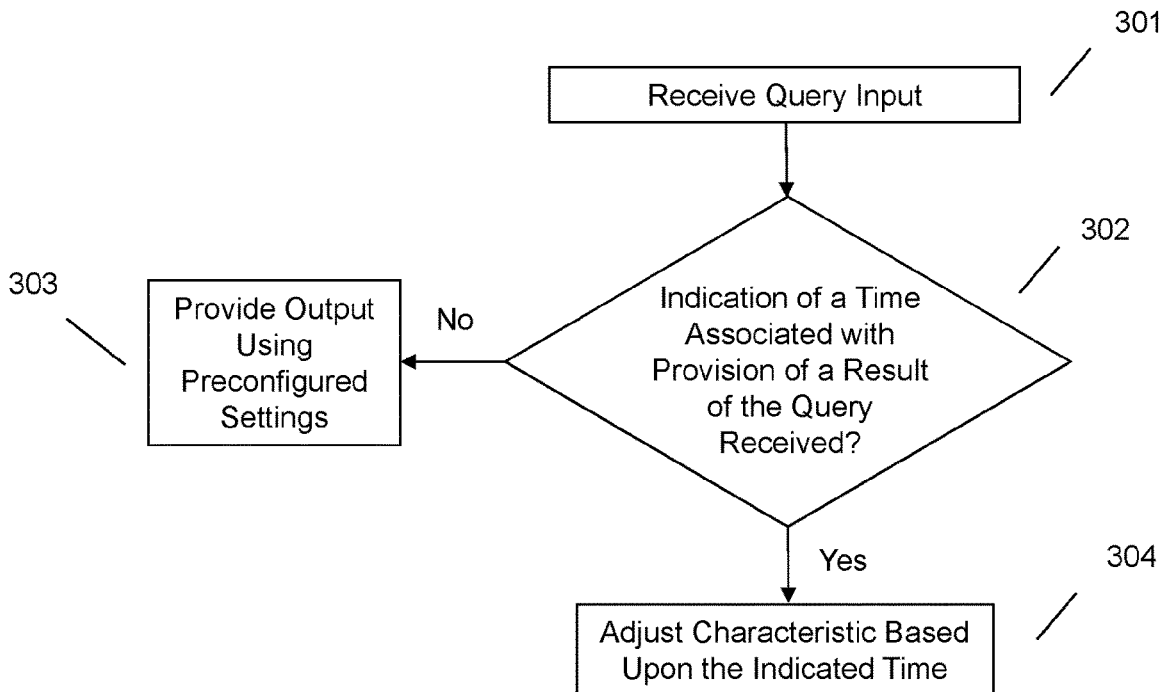 301
Receive Query Input
302
Indication of a Time
Associated with
Provision of a Result
of the Query
Received?
303
Provide Output
Using
Preconfigured
Settings
No
Yes
304
Adjust Characteristic Based
Upon the Indicated Time